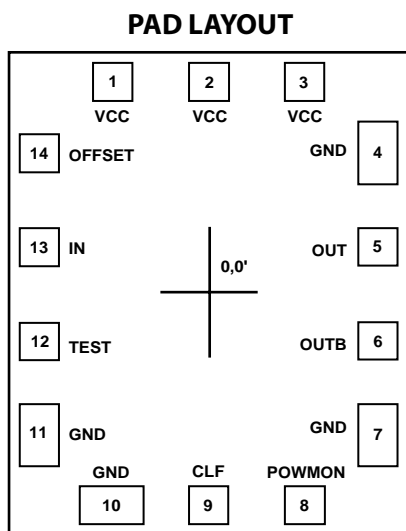 PAD LAYOUT
1 2 3
VCC VCC VCC
14 OFFSET GND 4
13 IN OUT 5
0,0'
12 TEST OUTB 6
11 GND GND 7
GND CLF POWMON
10 9 8